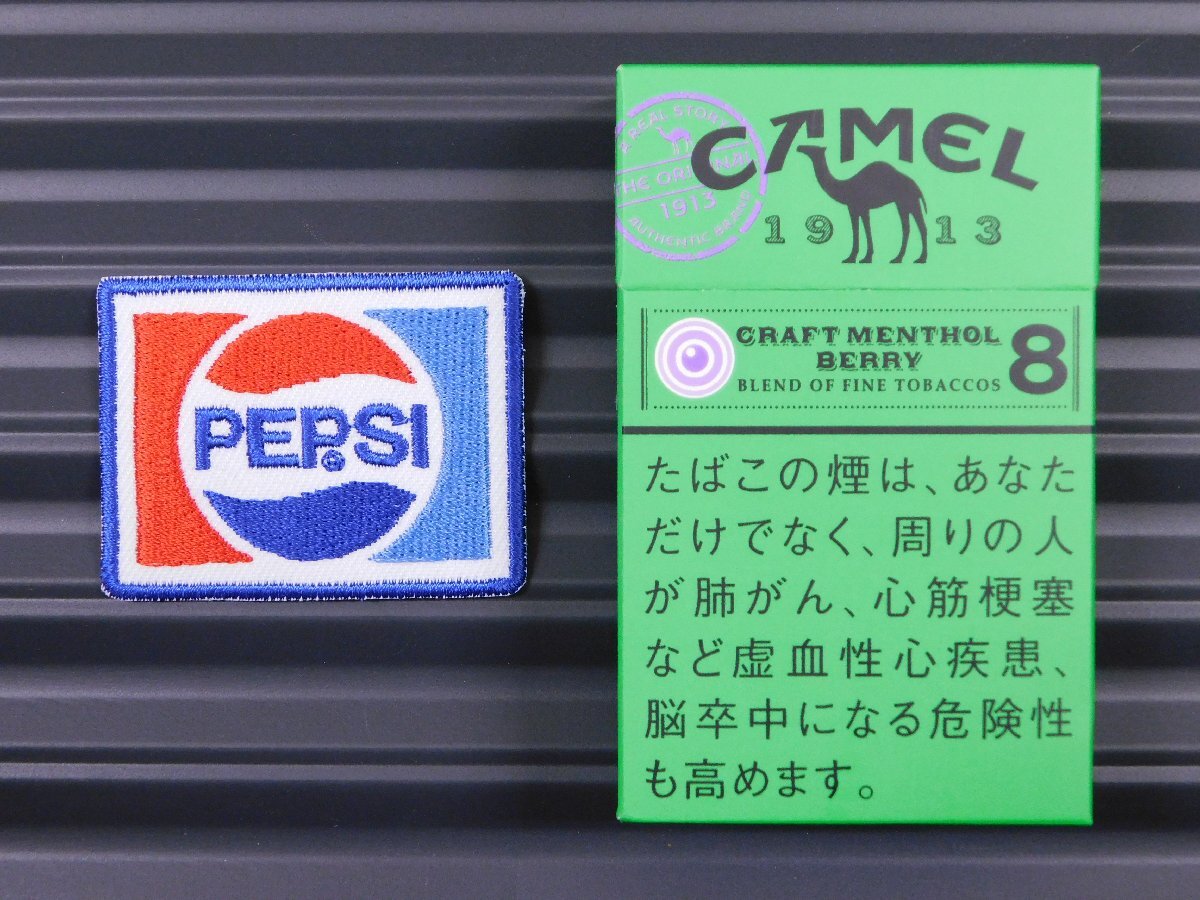 PEPSI
®
A REAL STORY
THE ORIGINAL
1913
AUTHENTIC BRAND
CAMEL
1913
CRAFT MENTHOL
BERRY
BLEND OF FINE TOBACCOS
8
たばこの煙は、あなた
だけでなく、周りの人
が肺がん、心筋梗塞
など虚血性心疾患、
脳卒中になる危険性
も高めます。